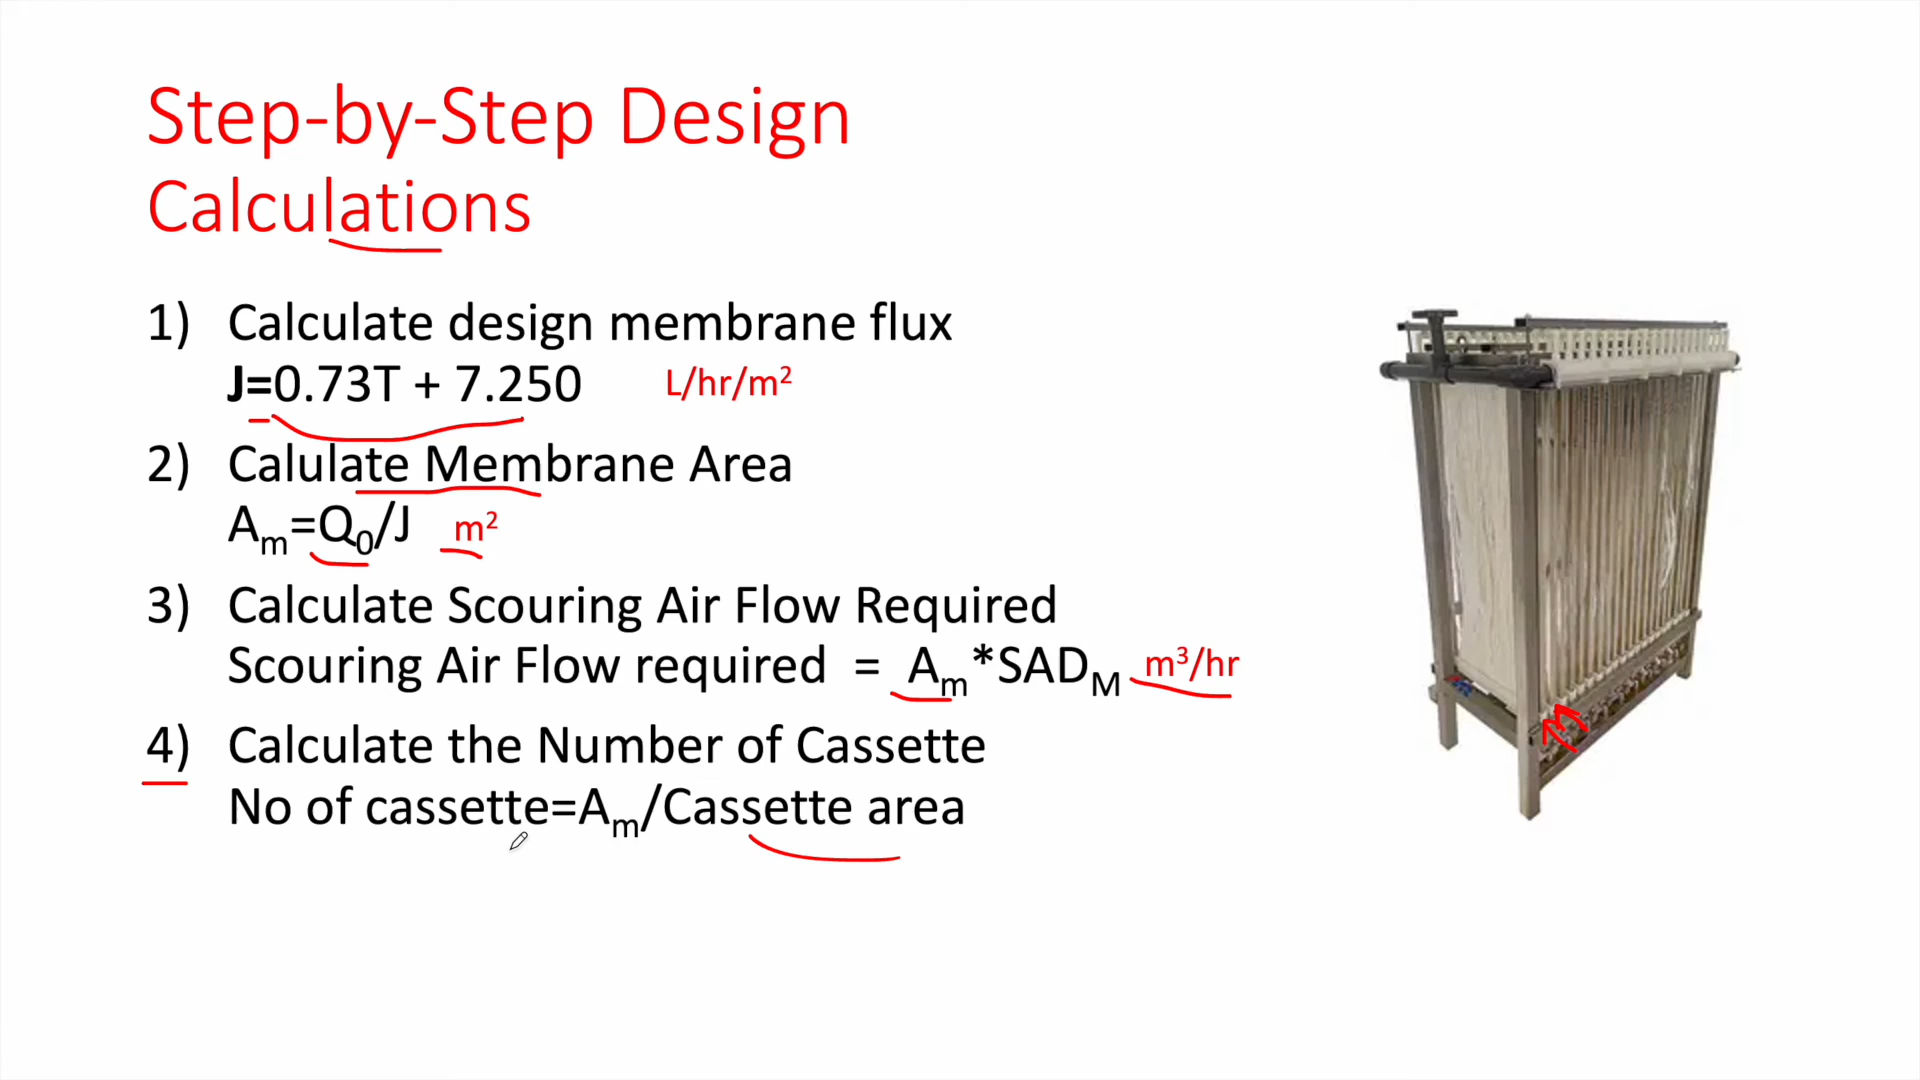 Step-by-Step Design
Calculations
1) Calculate design membrane flux
J=0.73T + 7.250 L/hr/m²
2) Calulate Membrane Area
Aₘ=Q₀/J m²
3) Calculate Scouring Air Flow Required
Scouring Air Flow required = Aₘ*SAD_M m³/hr
4) Calculate the Number of Cassette
No of cassette=Aₘ/Cassette area